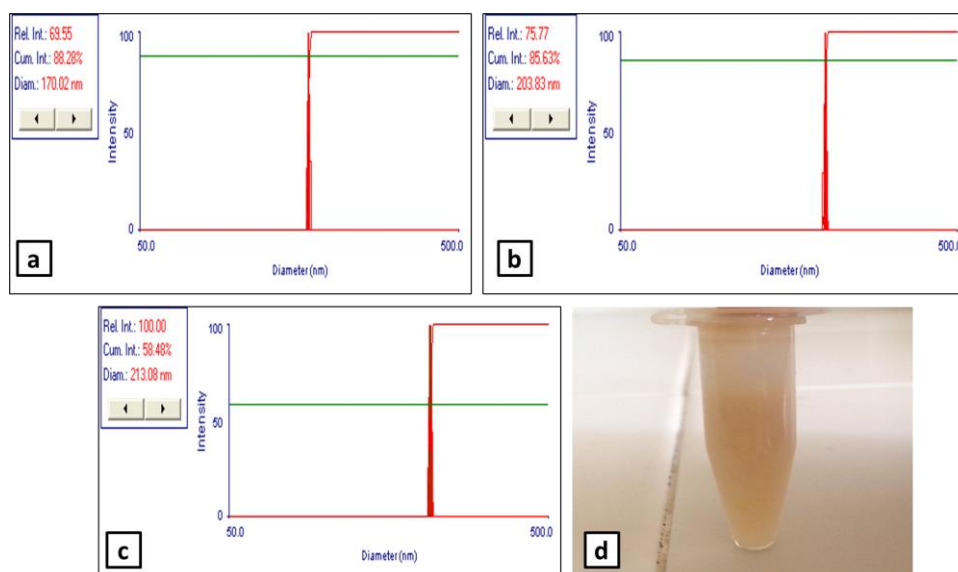 Rel. Int.: 69.55
Cum. Int.: 88.28%
Diam.: 170.02 nm
100
50
0
Intensity
50.0
500.0
Diameter (nm)
a
Rel. Int.: 75.77
Cum. Int.: 85.63%
Diam.: 203.83 nm
100
50
0
Intensity
50.0
500.0
Diameter (nm)
b
Rel. Int.: 100.00
Cum. Int.: 58.48%
Diam.: 213.08 nm
100
50
0
Intensity
50.0
500.0
Diameter (nm)
c
d